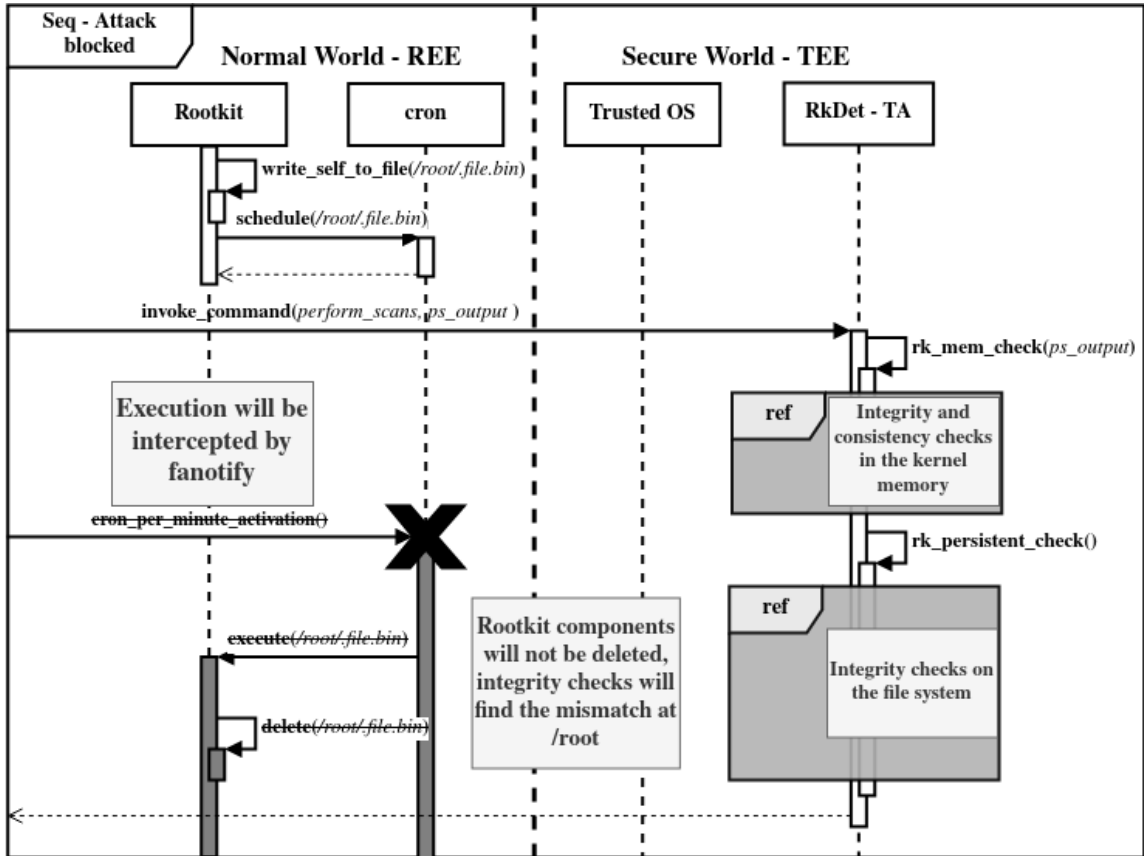 Seq - Attack
blocked
Normal World - REE
Secure World - TEE
Rootkit
cron
Trusted OS
RkDet - TA
write_self_to_file(/root/.file.bin)
schedule(/root/.file.bin)
invoke_command(perform_scans, ps_output )
rk_mem_check(ps_output)
Execution will be
intercepted by
fanotify
ref
Integrity and
consistency checks
in the kernel
memory
cron_per_minute_activation()
rk_persistent_check()
ref
Rootkit components
will not be deleted,
integrity checks will
find the mismatch at
/root
execute(/root/.file.bin)
Integrity checks on
the file system
delete(/root/.file.bin)